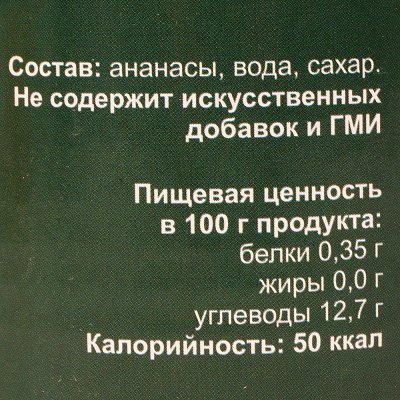 Состав: ананасы, вода, сахар.
Не содержит искусственных
добавок и ГМИ
Пищевая ценность
в 100 г продукта:
белки 0,35 г
жиры 0,0 г
углеводы 12,7 г
Калорийность: 50 ккал